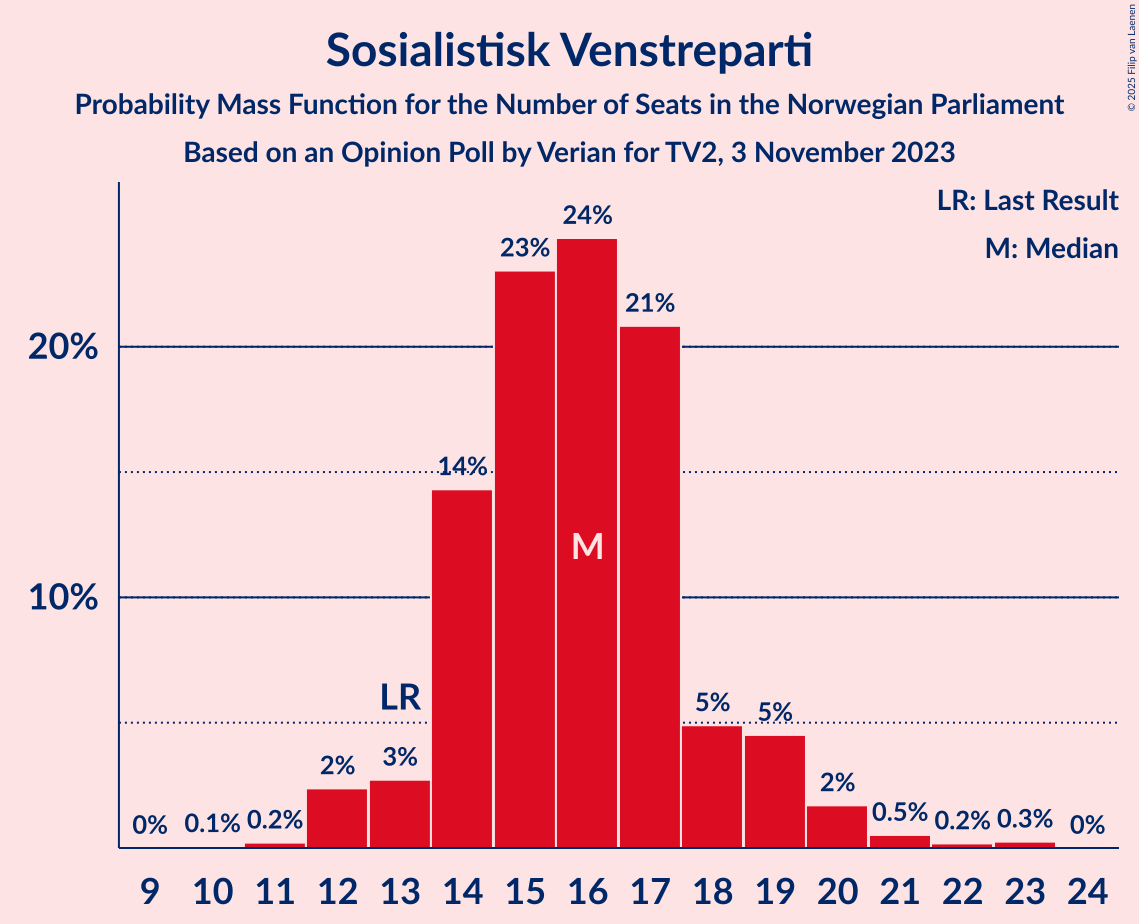 Sosialistisk Venstreparti
Probability Mass Function for the Number of Seats in the Norwegian Parliament
Based on an Opinion Poll by Verian for TV2, 3 November 2023
© 2025 Filip van Laenen
LR: Last Result
M: Median
20%
10%
0%
0.1%
0.2%
2%
3%
LR
14%
23%
24%
M
21%
5%
5%
2%
0.5%
0.2%
0.3%
0%
9 10 11 12 13 14 15 16 17 18 19 20 21 22 23 24